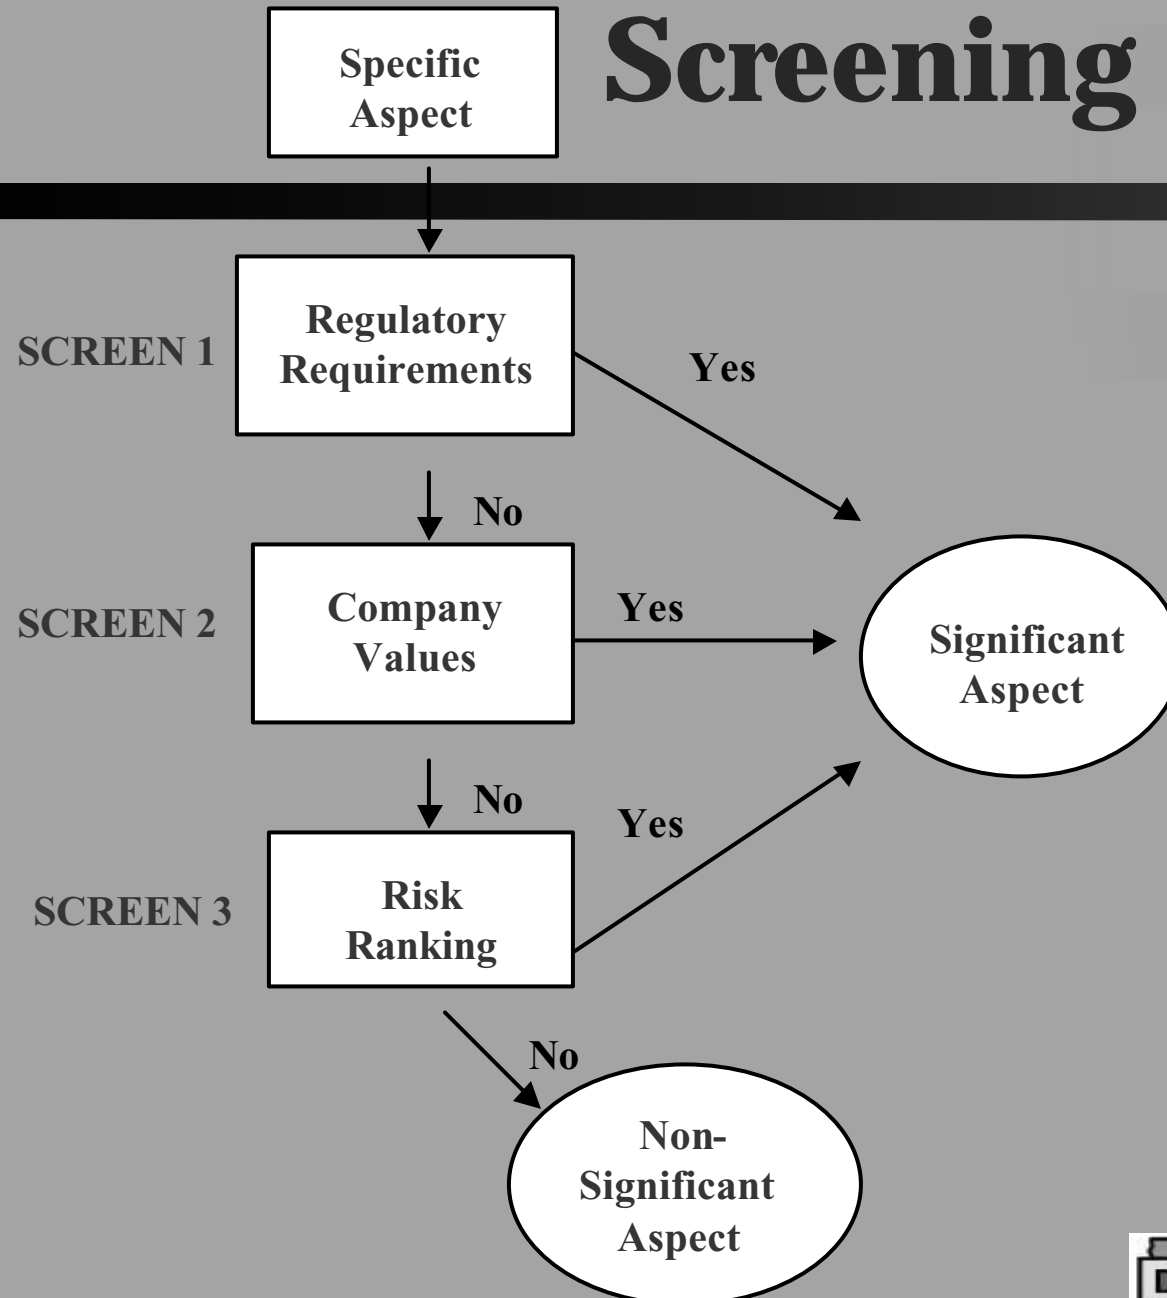 Screening
Specific
Aspect
SCREEN 1
Regulatory
Requirements
Yes
No
SCREEN 2
Company
Values
Yes
Significant
Aspect
No
SCREEN 3
Risk
Ranking
Yes
No
Non-
Significant
Aspect